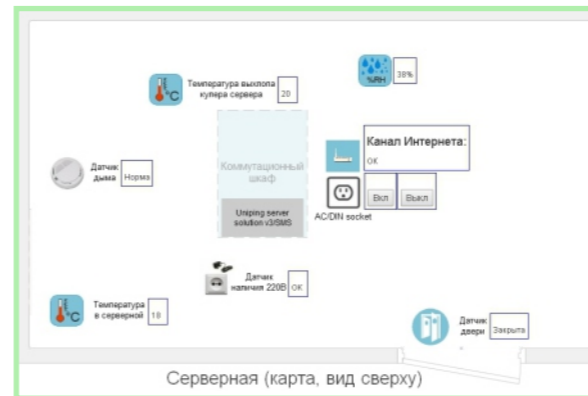 %RH
38%
Температура выхлопа
кулера сервера
20
°C
Канал Интернета:
ОК
Коммутационный
шкаф
Датчик
дыма
Норма
Вкл
Выкл
Uniping server
solution v3/SMS
AC/DIN socket
Датчик
наличия 220В
ОК
°C
Температура
в серверной
18
Датчик
двери
Закрыта
Серверная (карта, вид сверху)